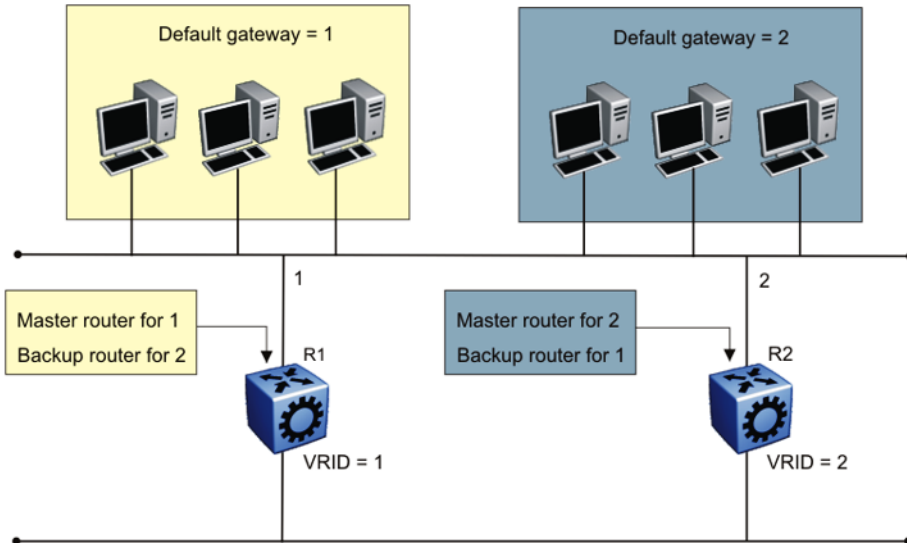 Default gateway = 1
Default gateway = 2
1
2
Master router for 1
Backup router for 2
Master router for 2
Backup router for 1
R1
R2
VRID = 1
VRID = 2